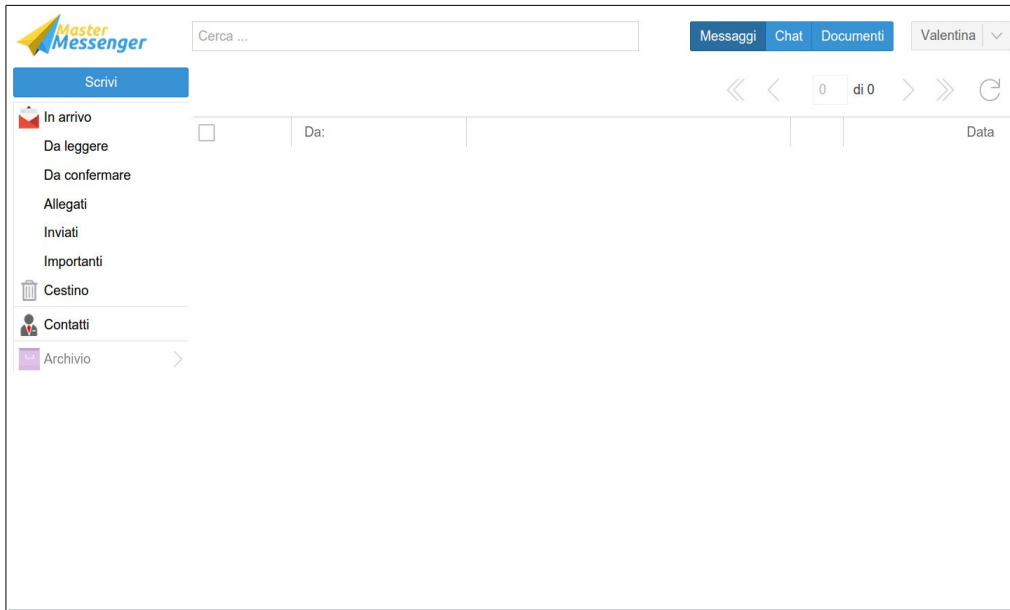 Master
Messenger
Cerca ...
Messaggi Chat Documenti
Valentina
Scrivi
0 di 0
In arrivo
Da leggere
Da confermare
Allegati
Inviati
Importanti
Cestino
Contatti
Archivio
Da:
Data